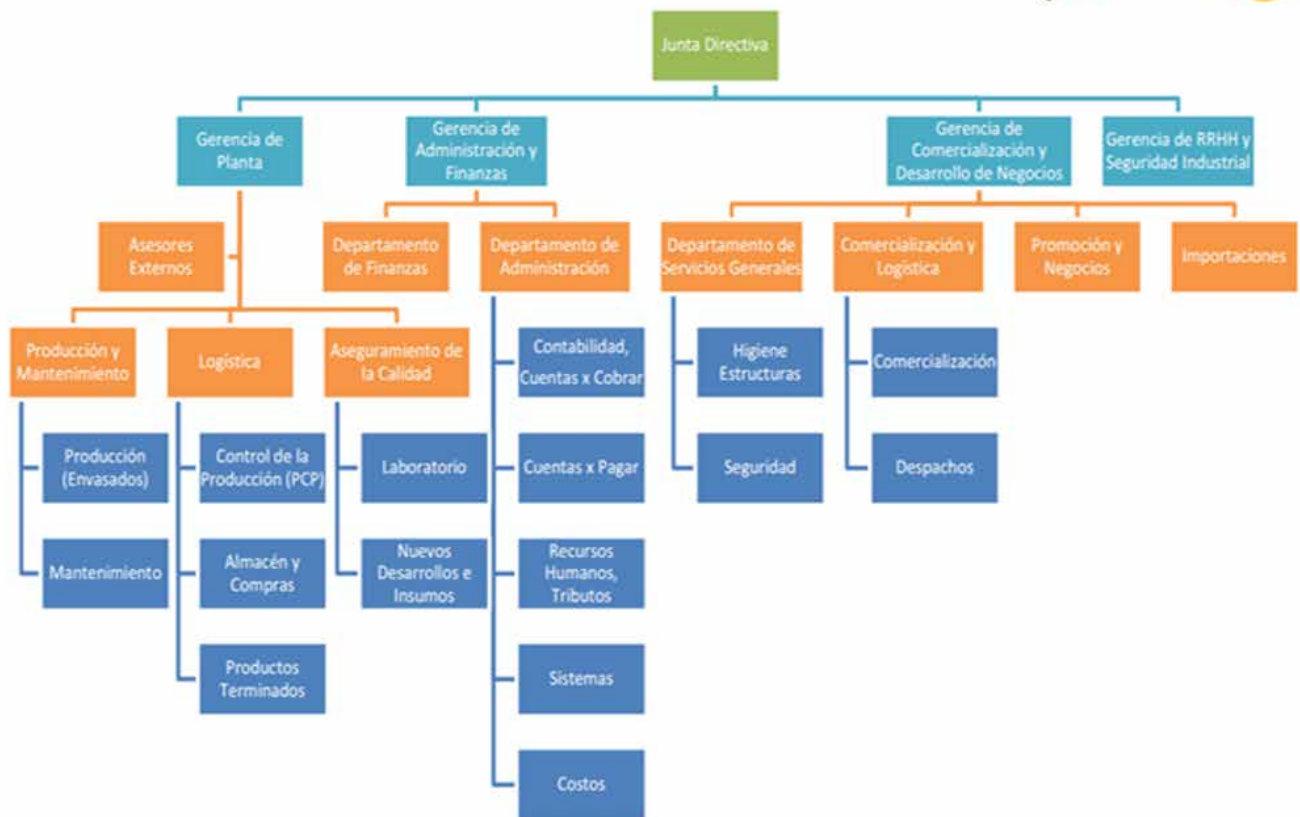 Junta Directiva
Gerencia de
Planta
Gerencia de
Administración y
Finanzas
Gerencia de
Comercialización y
Desarrollo de Negocios
Gerencia de RRHH y
Seguridad Industrial
Asesores
Externos
Departamento
de Finanzas
Departamento de
Administración
Departamento de
Servicios Generales
Comercialización y
Logística
Promoción y
Negocios
Importaciones
Producción y
Mantenimiento
Logística
Aseguramiento de
la Calidad
Contabilidad,
Cuentas x Cobrar
Higiene
Estructuras
Comercialización
Producción
(Envasados)
Control de la
Producción (PCP)
Laboratorio
Cuentas x Pagar
Seguridad
Despachos
Mantenimiento
Almacén y
Compras
Nuevos
Desarrollos e
Insumos
Recursos
Humanos,
Tributos
Productos
Terminados
Sistemas
Costos